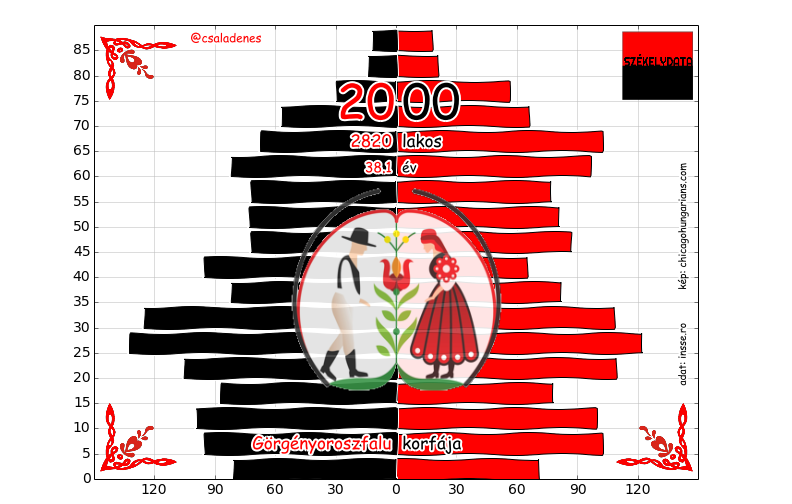 @csaladenes
SZÉKELYDATA
2000
2820 lakos
38.1 év
Görgényoroszfalu korfája
kép: chicagohungarians.com
adat: insse.ro
85
80
75
70
65
60
55
50
45
40
35
30
25
20
15
10
5
0
120 90 60 30 0 30 60 90 120